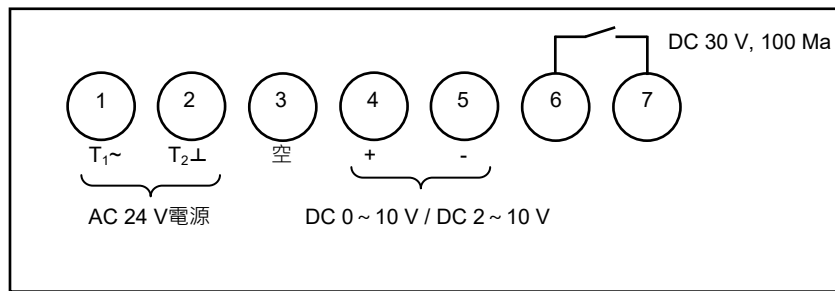 DC 30 V, 100 Ma
1 2 3 4 5 6 7
T₁~ T₂⊥ 空 + -
AC 24 V電源 DC 0~10 V / DC 2~10 V